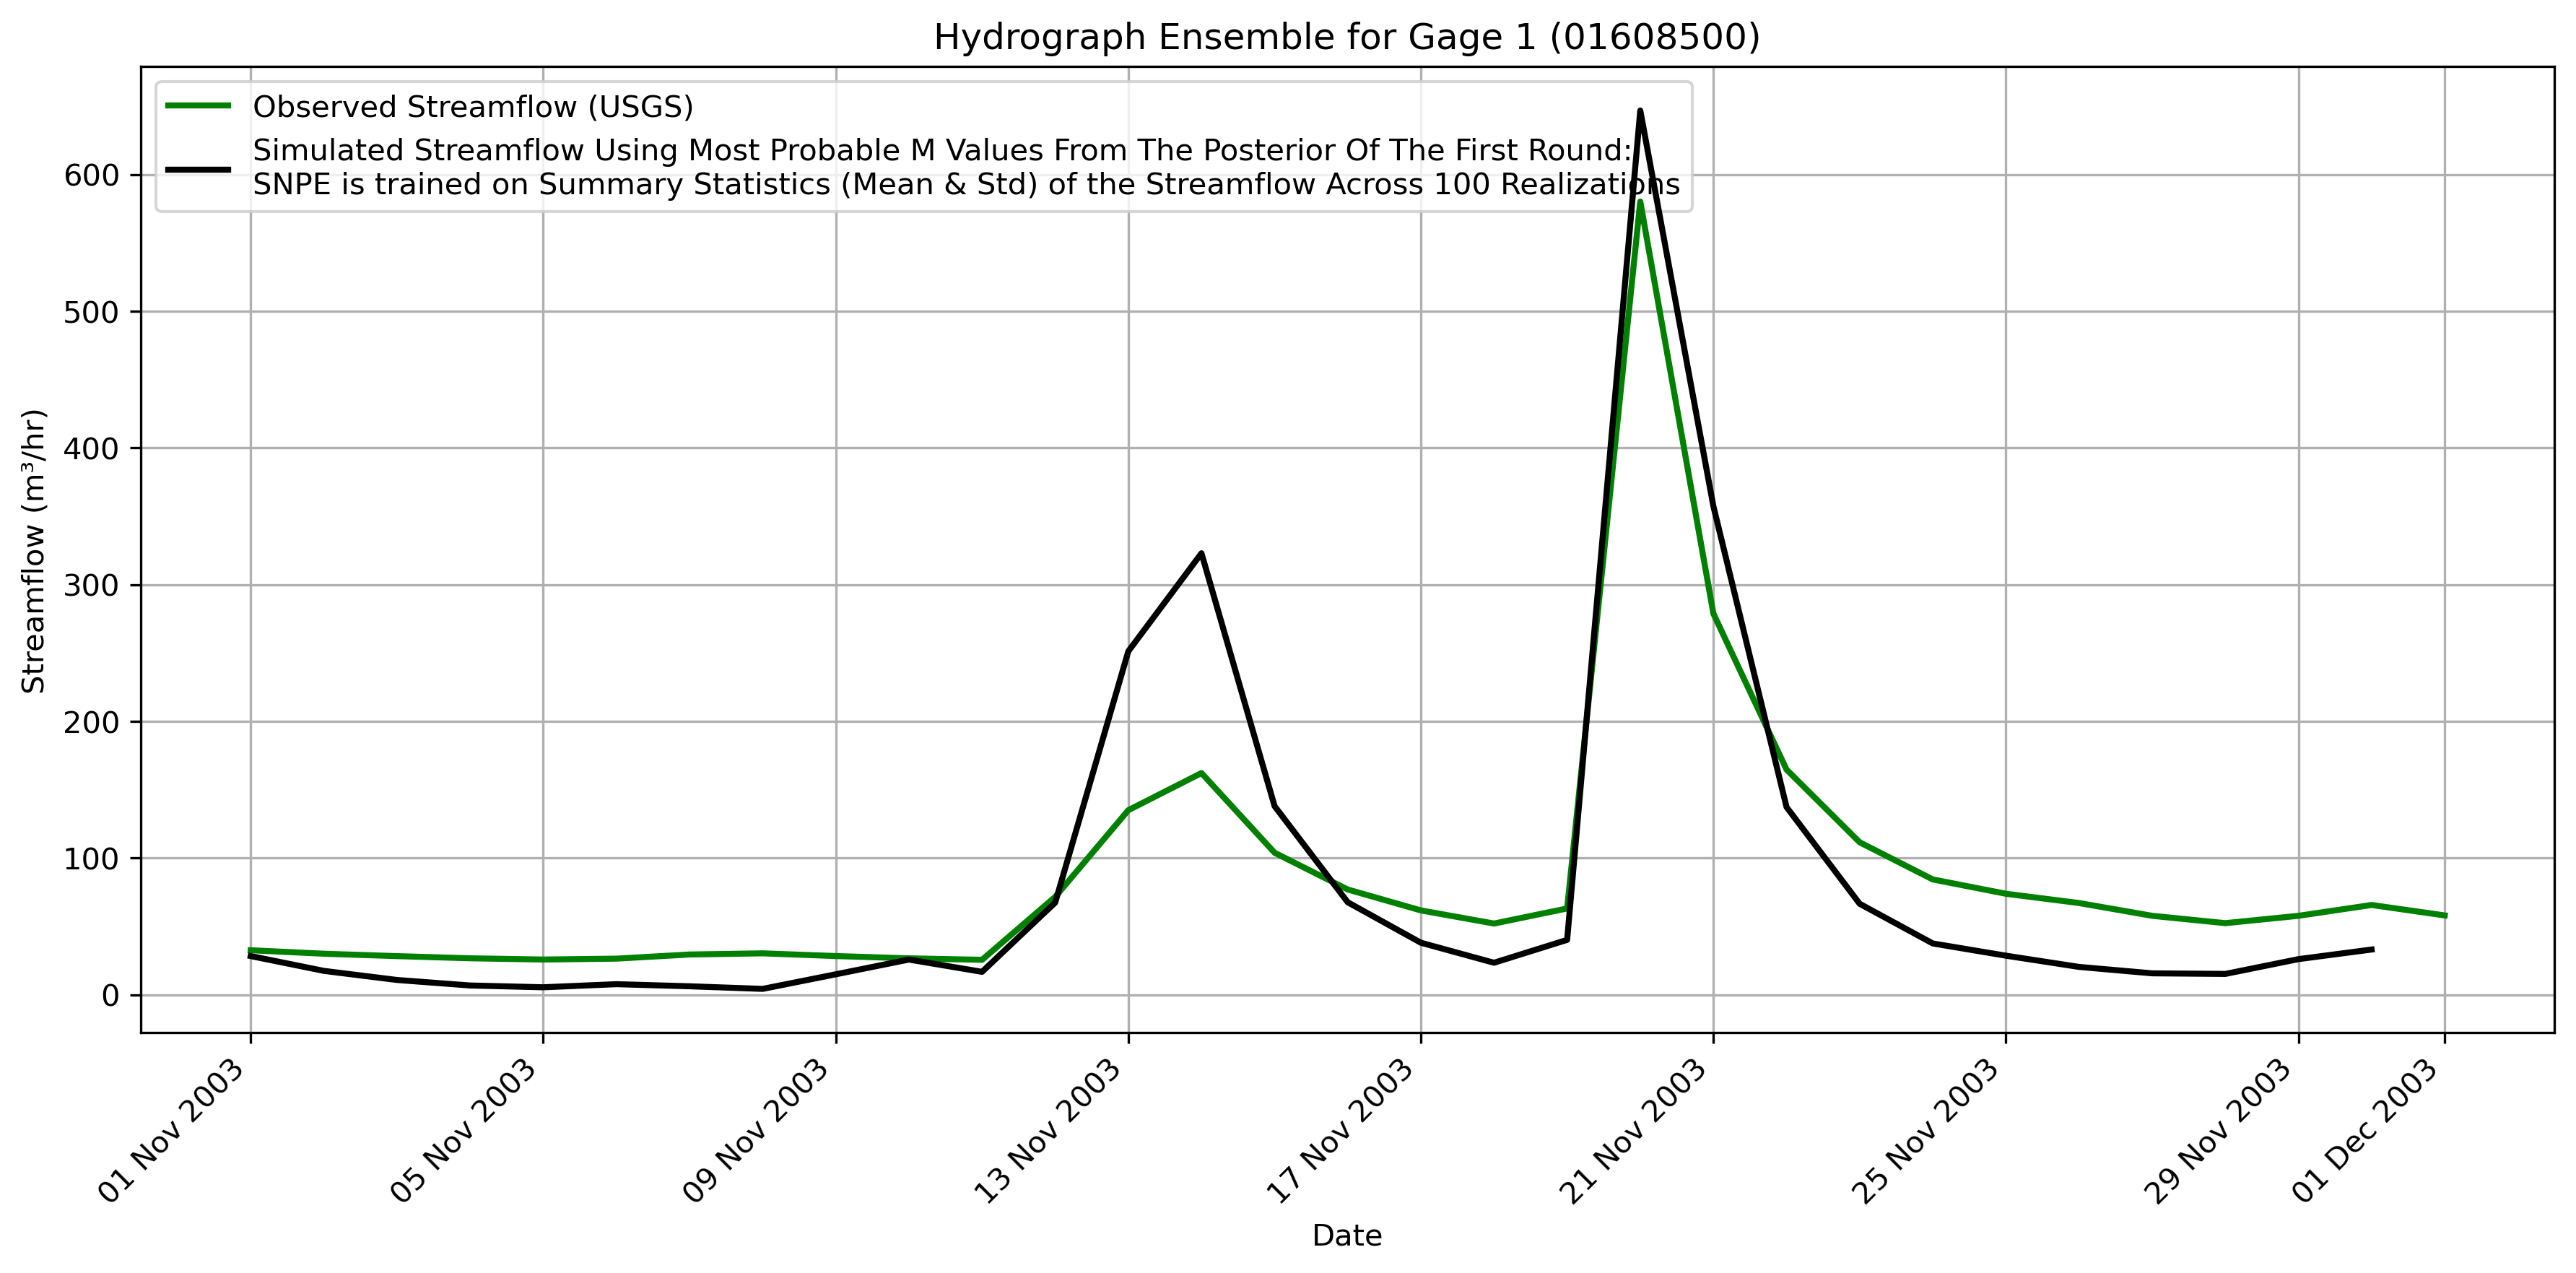 Hydrograph Ensemble for Gage 1 (01608500)
Observed Streamflow (USGS)
Simulated Streamflow Using Most Probable M Values From The Posterior Of The First Round:
SNPE is trained on Summary Statistics (Mean & Std) of the Streamflow Across 100 Realizations
Streamflow (m³/hr)
600
500
400
300
200
100
0
01 Nov 2003
05 Nov 2003
09 Nov 2003
13 Nov 2003
17 Nov 2003
21 Nov 2003
25 Nov 2003
29 Nov 2003
01 Dec 2003
Date